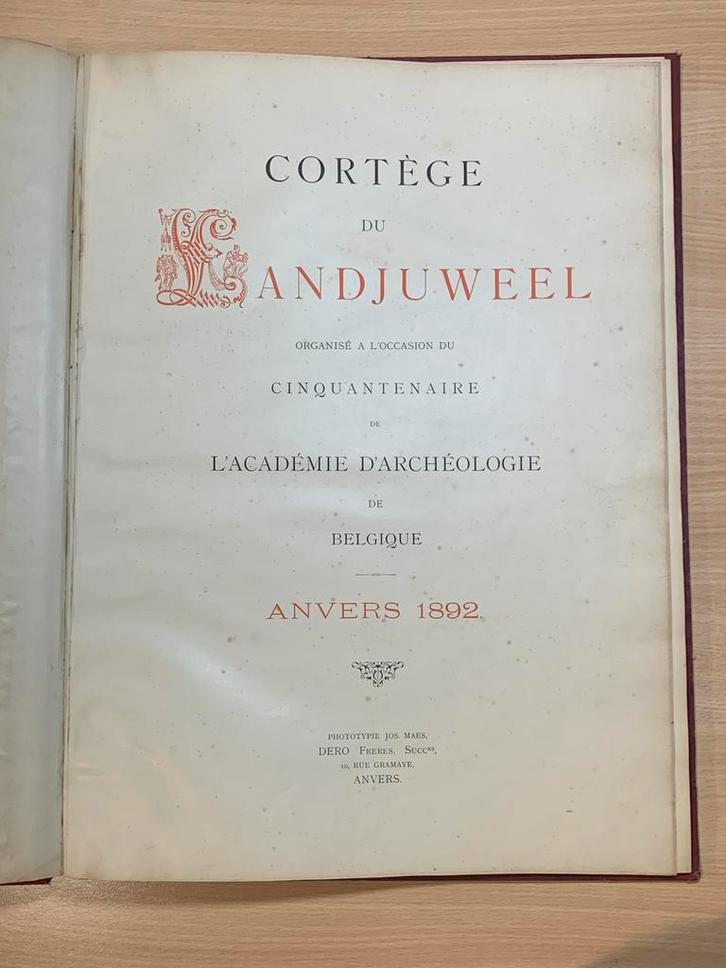 CORTÈGE
DU
LANDJUWEEL
ORGANISÉ A L'OCCASION DU
CINQUANTENAIRE
DE
L'ACADÉMIE D'ARCHÉOLOGIE
DE
BELGIQUE
ANVERS 1892.
PHOTOTYPIE JOS. MAES,
DERO FRERES, SUCCRS,
10, RUE GRAMAYE,
ANVERS.